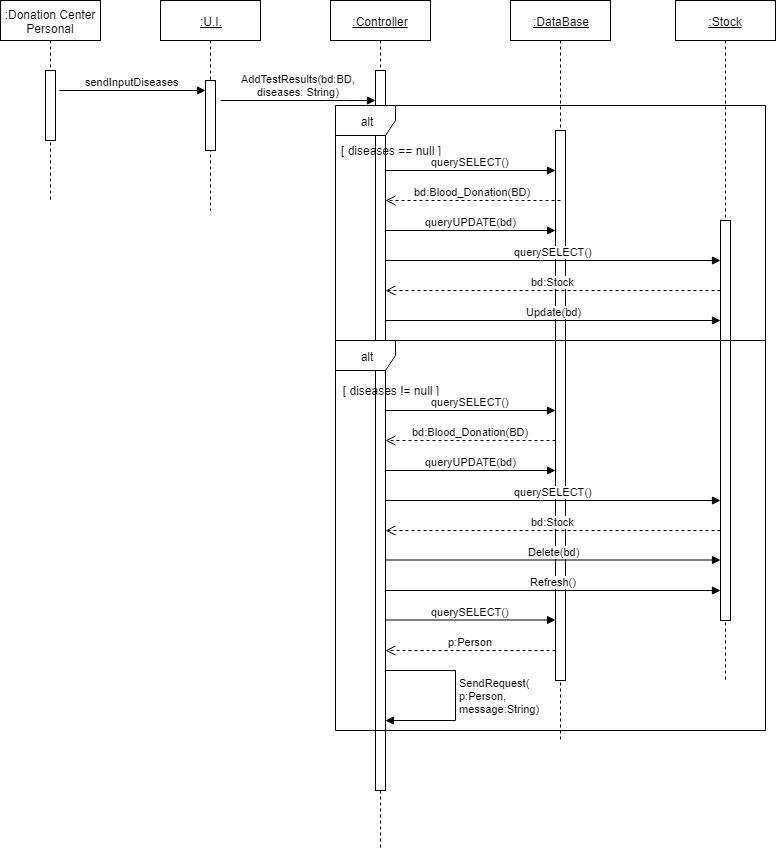 :Donation Center
Personal
:U.I.
:Controller
:DataBase
:Stock
sendInputDiseases
AddTestResults(bd:BD,
diseases: String)
alt
[ diseases == null ]
querySELECT()
bd:Blood_Donation(BD)
queryUPDATE(bd)
querySELECT()
bd:Stock
Update(bd)
alt
[ diseases != null ]
querySELECT()
bd:Blood_Donation(BD)
queryUPDATE(bd)
querySELECT()
bd:Stock
Delete(bd)
Refresh()
querySELECT()
p:Person
SendRequest(
p:Person,
message:String)